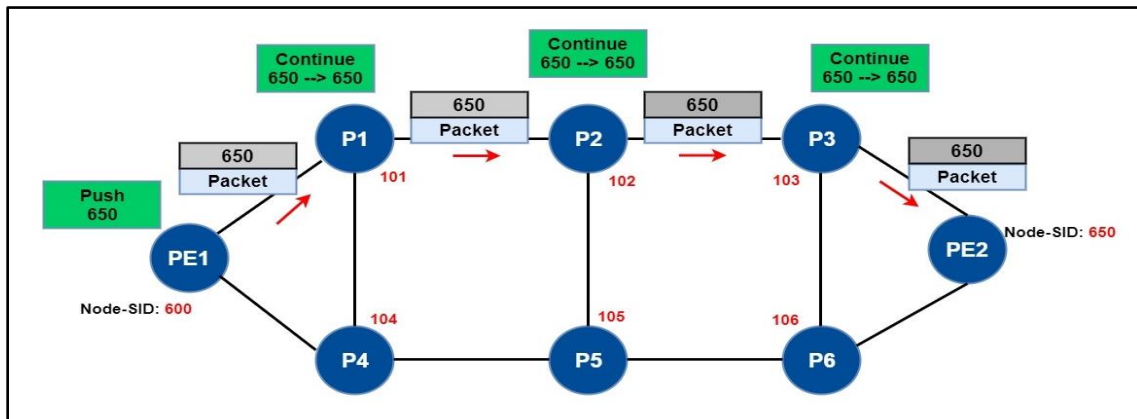 Continue
650 --> 650
Continue
650 --> 650
Continue
650 --> 650
650
Packet
P1
650
Packet
P2
650
Packet
P3
650
Packet
101
102
103
Push
650
PE1
Node-SID: 600
PE2
Node-SID: 650
104
105
106
P4
P5
P6